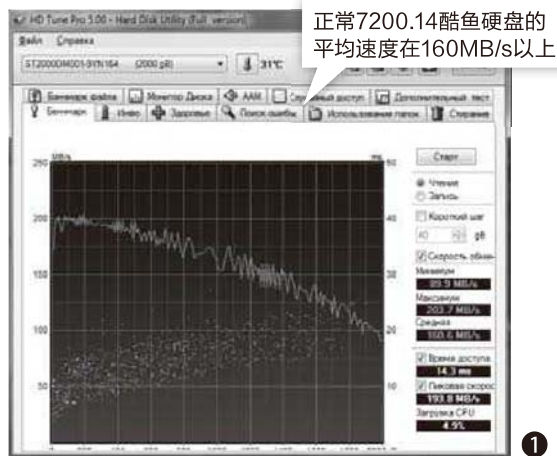 HD Tune Pro 5.00 - Hard Disk Utility (Full version)
正常7200.14酷鱼硬盘的
平均速度在160MB/s以上
Файл Справка
ST2000DM001-9YN164 (2000 gB) 31℃
Бенчмарк файла Монитор Диска AAM Случайный доступ Дополнительный тест
Бенчмарк Инфо Здоровье Поиск ошибок Использование папок Стирание
250 MB/s ms 50
200 40
150 30
100 20
50 10
Старт
Чтение
Запись
Короткий шаг
40 gB
Скорость обмен
Минимум
89.9 MB/s
Максимум
203.7 MB/s
Средняя
160.6 MB/s
Время доступа
14.3 ms
Пиковая скорос
193.8 MB/s
Загрузка CPU
4.9%
❶